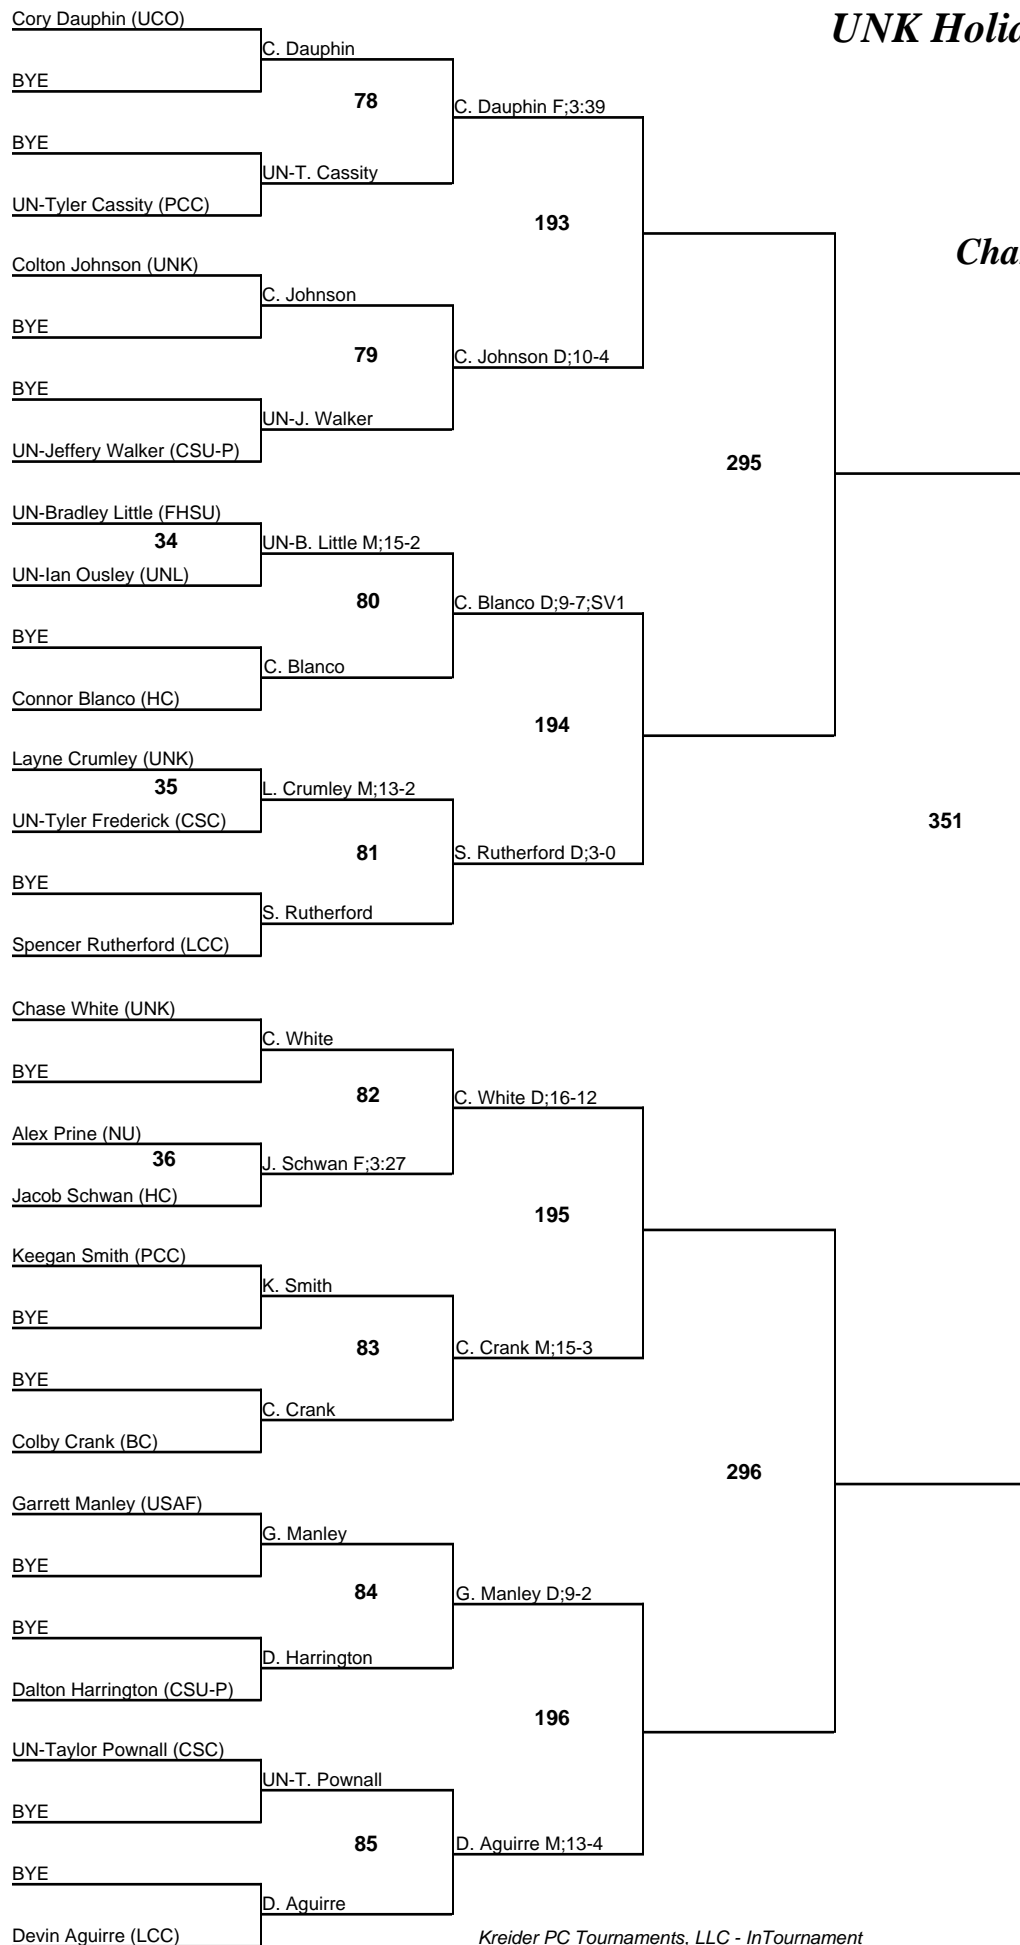 Cory Dauphin (UCO)
UNK Holid
C. Dauphin
BYE
78
C. Dauphin F;3:39
BYE
UN-T. Cassity
UN-Tyler Cassity (PCC)
193
Cha
Colton Johnson (UNK)
C. Johnson
BYE
79
C. Johnson D;10-4
BYE
UN-J. Walker
UN-Jeffery Walker (CSU-P)
295
UN-Bradley Little (FHSU)
34
UN-B. Little M;15-2
UN-Ian Ousley (UNL)
80
C. Blanco D;9-7;SV1
BYE
C. Blanco
Connor Blanco (HC)
194
Layne Crumley (UNK)
35
L. Crumley M;13-2
UN-Tyler Frederick (CSC)
351
81
S. Rutherford D;3-0
BYE
S. Rutherford
Spencer Rutherford (LCC)
Chase White (UNK)
C. White
BYE
82
C. White D;16-12
Alex Prine (NU)
36
J. Schwan F;3:27
Jacob Schwan (HC)
195
Keegan Smith (PCC)
K. Smith
BYE
83
C. Crank M;15-3
BYE
C. Crank
Colby Crank (BC)
296
Garrett Manley (USAF)
G. Manley
BYE
84
G. Manley D;9-2
BYE
D. Harrington
Dalton Harrington (CSU-P)
196
UN-Taylor Pownall (CSC)
UN-T. Pownall
BYE
85
D. Aguirre M;13-4
BYE
D. Aguirre
Devin Aguirre (LCC)
Kreider PC Tournaments, LLC - InTournament